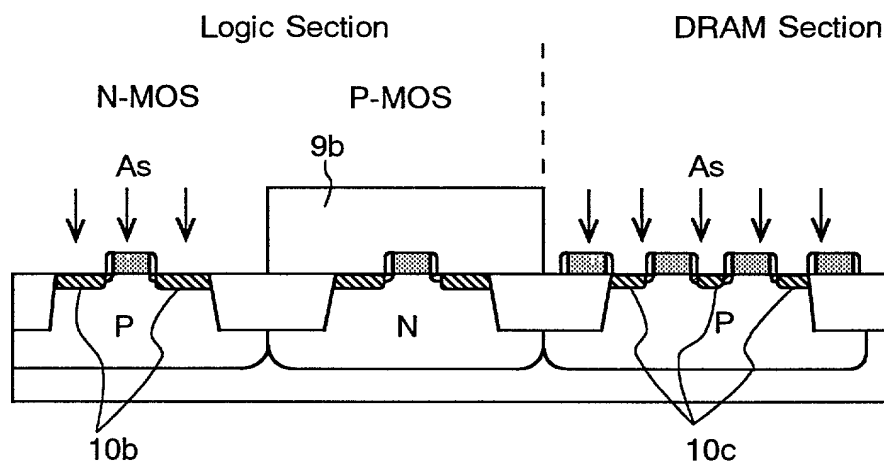 Logic Section
DRAM Section
N-MOS
P-MOS
9b
As
As
P
N
P
10b
10c